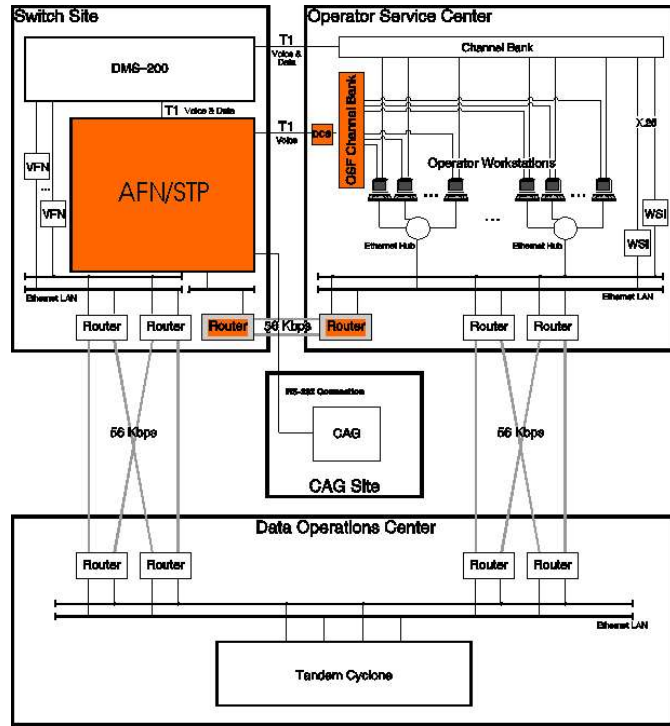 Switch Site
Operator Service Center
DMS-200
T1
Voice & Data
Channel Bank
T1 Voice & Data
T1
Voice
DCS
OSF Channel Bank
X.25
VFN
...
VFN
AFN/STP
Operator Workstations
...
...
...
Ethernet Hub
Ethernet Hub
WSI
WSI
Ethernet LAN
Ethernet LAN
Router
Router
Router
56 Kbps
Router
Router
Router
RS-232 Connection
CAG
CAG Site
56 Kbps
56 Kbps
Data Operations Center
Router
Router
Router
Router
Ethernet LAN
Tandem Cyclone